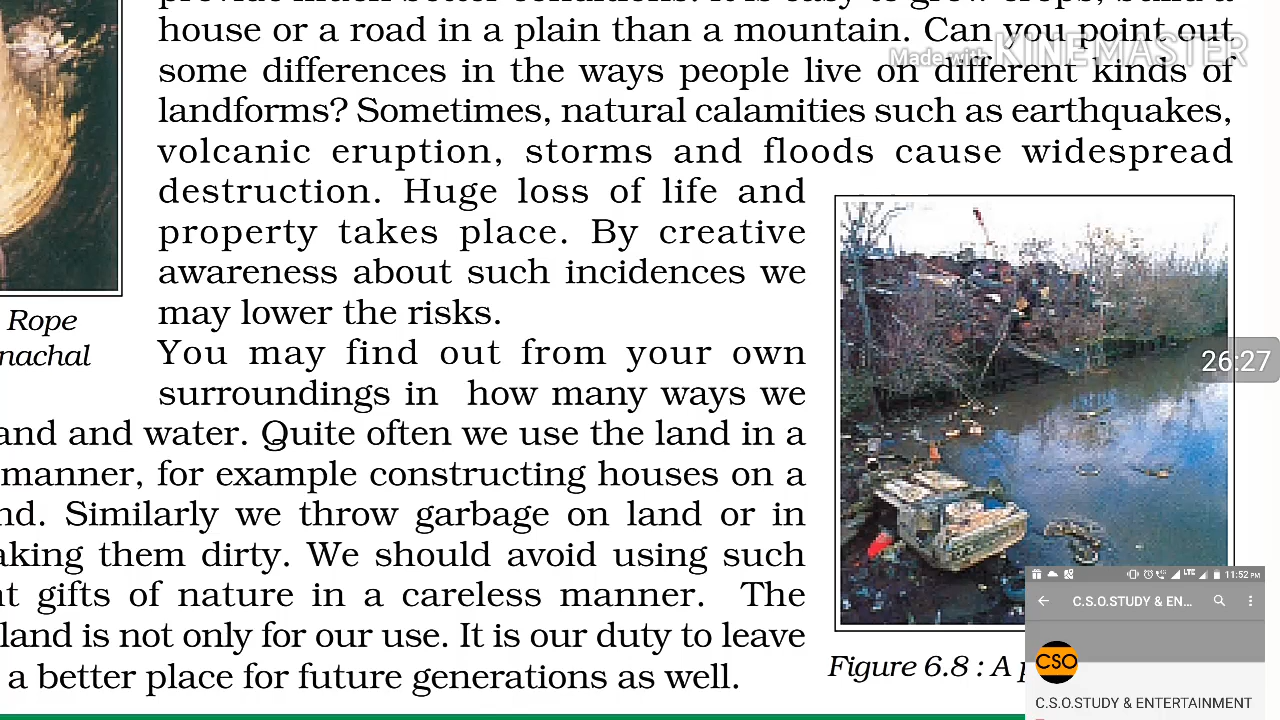 house or a road in a plain than a mountain. Can you point out
some differences in the ways people live on different kinds of
landforms? Sometimes, natural calamities such as earthquakes,
volcanic eruption, storms and floods cause widespread
destruction. Huge loss of life and
property takes place. By creative
awareness about such incidences we
may lower the risks.
You may find out from your own
surroundings in how many ways we
and and water. Quite often we use the land in a
manner, for example constructing houses on a
nd. Similarly we throw garbage on land or in
aking them dirty. We should avoid using such
nt gifts of nature in a careless manner. The
land is not only for our use. It is our duty to leave
a better place for future generations as well.
Rope
nachal
Figure 6.8 : A p
Made with KINEMASTER
26:27
LTE 11:52 PM
C.S.O.STUDY & EN...
CSO
C.S.O.STUDY & ENTERTAINMENT